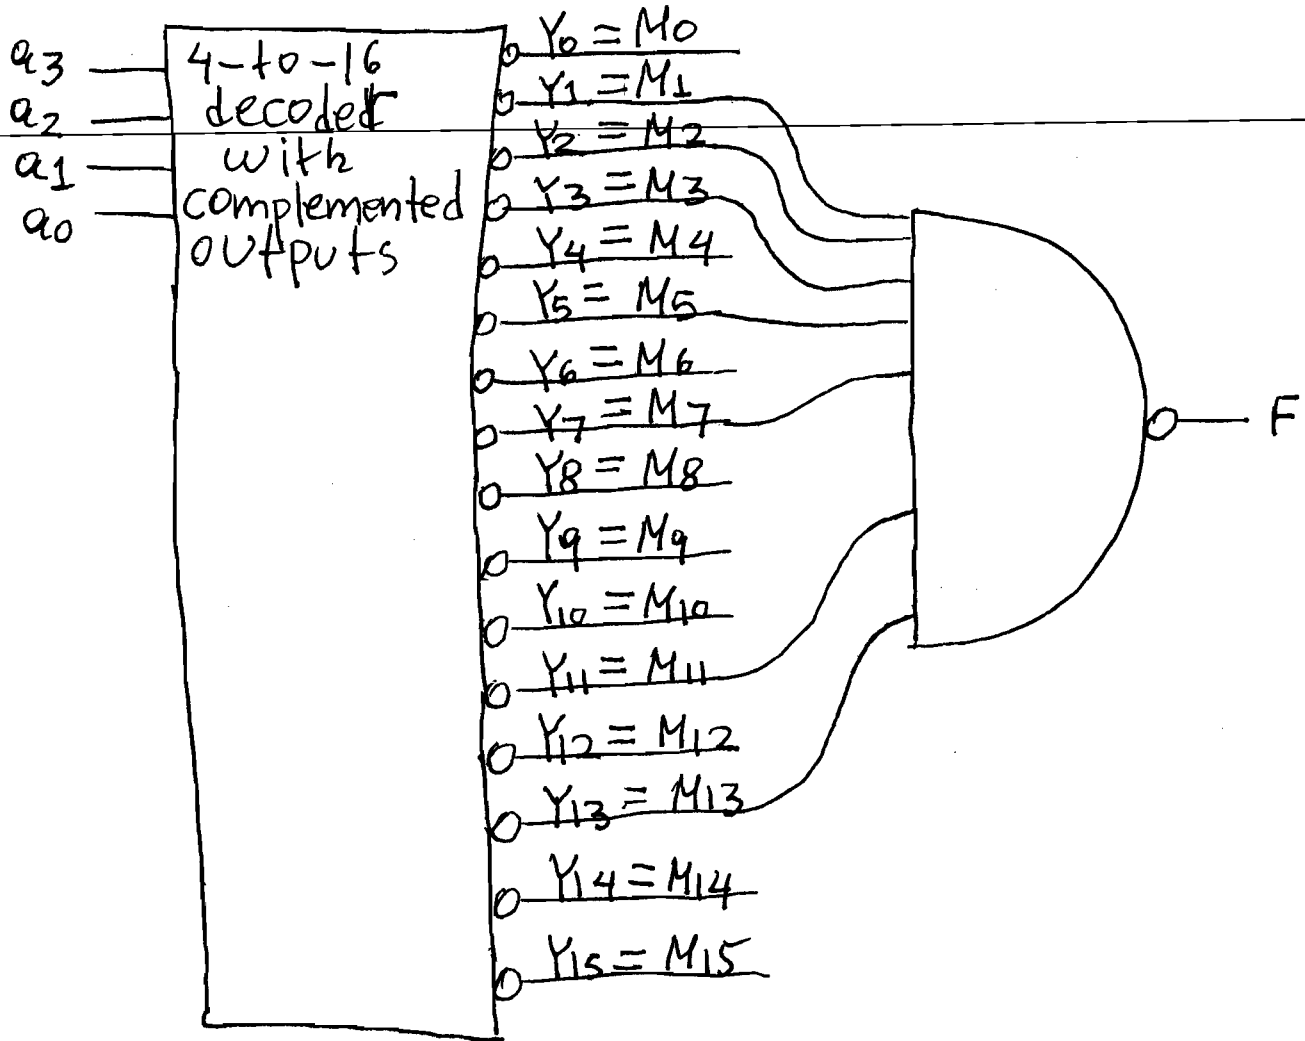 a3
a2
a1
a0
4-to-16
decoder
with
complemented
outputs
Y0 = M0
Y1 = M1
Y2 = M2
Y3 = M3
Y4 = M4
Y5 = M5
Y6 = M6
Y7 = M7
Y8 = M8
Y9 = M9
Y10 = M10
Y11 = M11
Y12 = M12
Y13 = M13
Y14 = M14
Y15 = M15
F